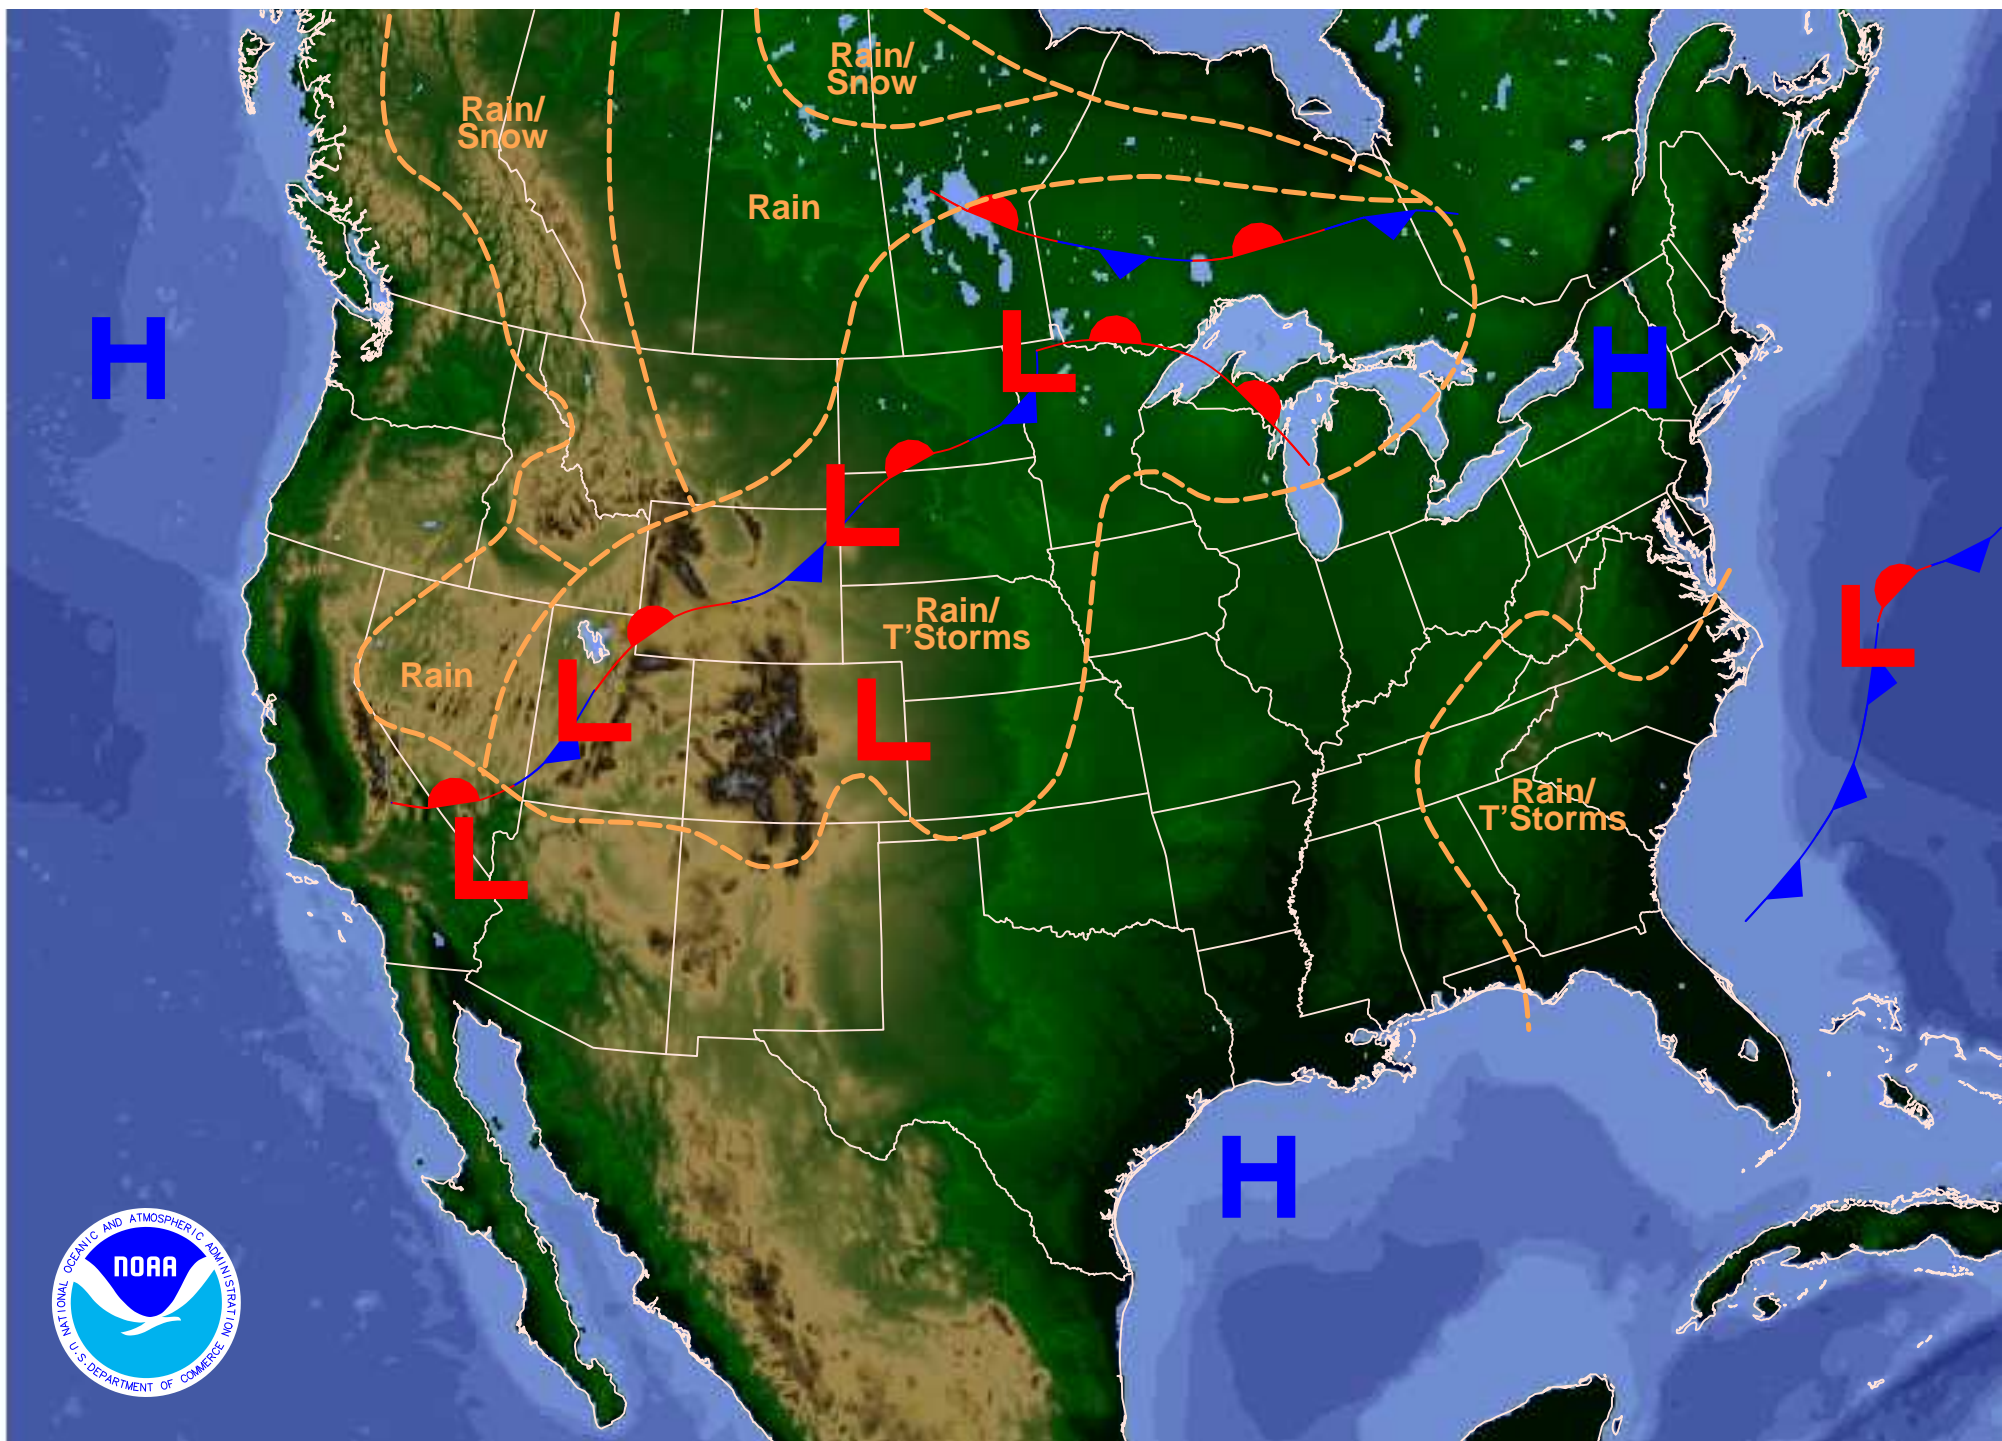 Rain/
Snow
Rain/
Snow
Rain
H
L
H
L
Rain/
T'Storms
L
Rain
L
L
Rain/
T'Storms
L
H
NATIONAL OCEANIC AND ATMOSPHERIC ADMINISTRATION
NOAA
U.S. DEPARTMENT OF COMMERCE